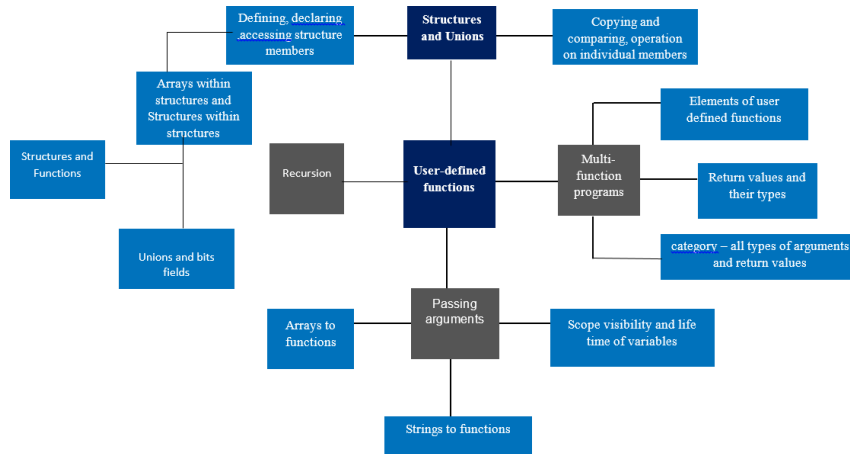 Defining, declaring
accessing structure
members
Structures
and Unions
Copying and
comparing, operation
on individual members
Arrays within
structures and
Structures within
structures
Elements of user
defined functions
Structures and
Functions
Recursion
User-defined
functions
Multi-
function
programs
Return values and
their types
Unions and bits
fields
category – all types of arguments
and return values
Passing
arguments
Arrays to
functions
Scope visibility and life
time of variables
Strings to functions